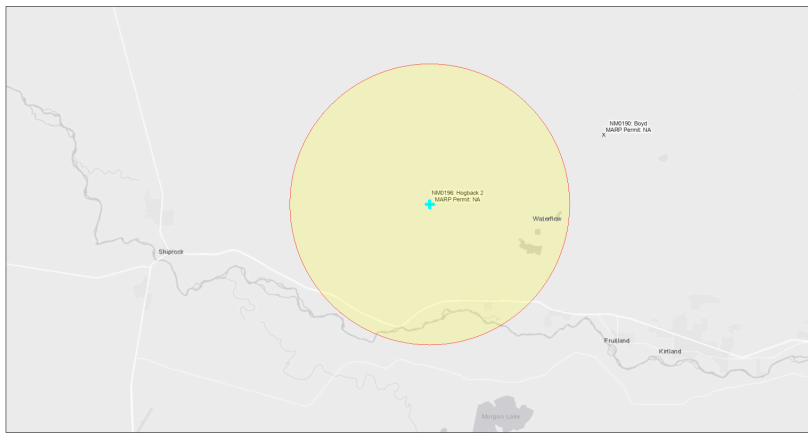 NM0190: Boyd
MARP Permit: NA
X
NM0196: Hogback 2
MARP Permit: NA
Waterflow
Shiprock
Fruitland
Kirtland
Morgan Lake